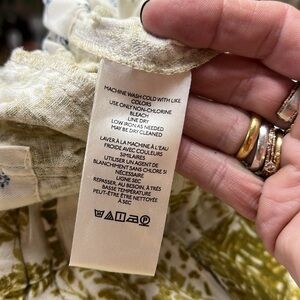 MACHINE WASH COLD WITH LIKE
COLORS
USE ONLY NON-CHLORINE
BLEACH
LINE DRY
LOW IRON AS NEEDED
MAY BE DRY CLEANED
LAVER À LA MACHINE À L'EAU
FROIDE AVEC COULEURS
SIMILAIRES
UTILISER UN AGENT DE
BLANCHIMENT SANS CHLORE SI
NÉCESSAIRE
LIGNE SEC
REPASSER, AU BESOIN, À TRÈS
BASSE TEMPÉRATURE
PEUT-ÊTRE ÊTRE NETTOYÉE
À SEC